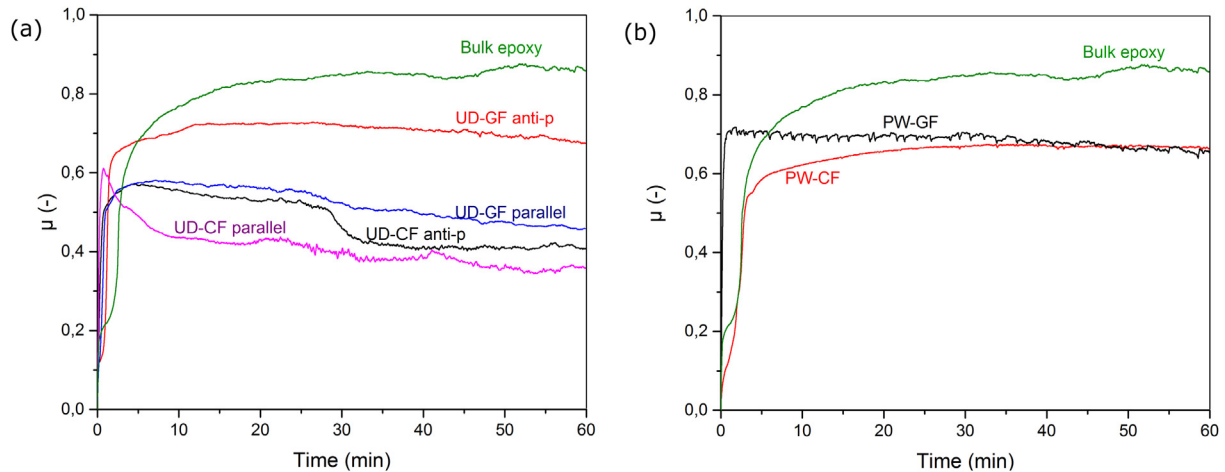 (a)
1,0
0,8
0,6
0,4
0,2
0,0
μ (-)
Bulk epoxy
UD-GF anti-p
UD-GF parallel
UD-CF parallel
UD-CF anti-p
0 10 20 30 40 50 60
Time (min)
(b)
1,0
0,8
0,6
0,4
0,2
0,0
μ (-)
Bulk epoxy
PW-GF
PW-CF
0 10 20 30 40 50 60
Time (min)